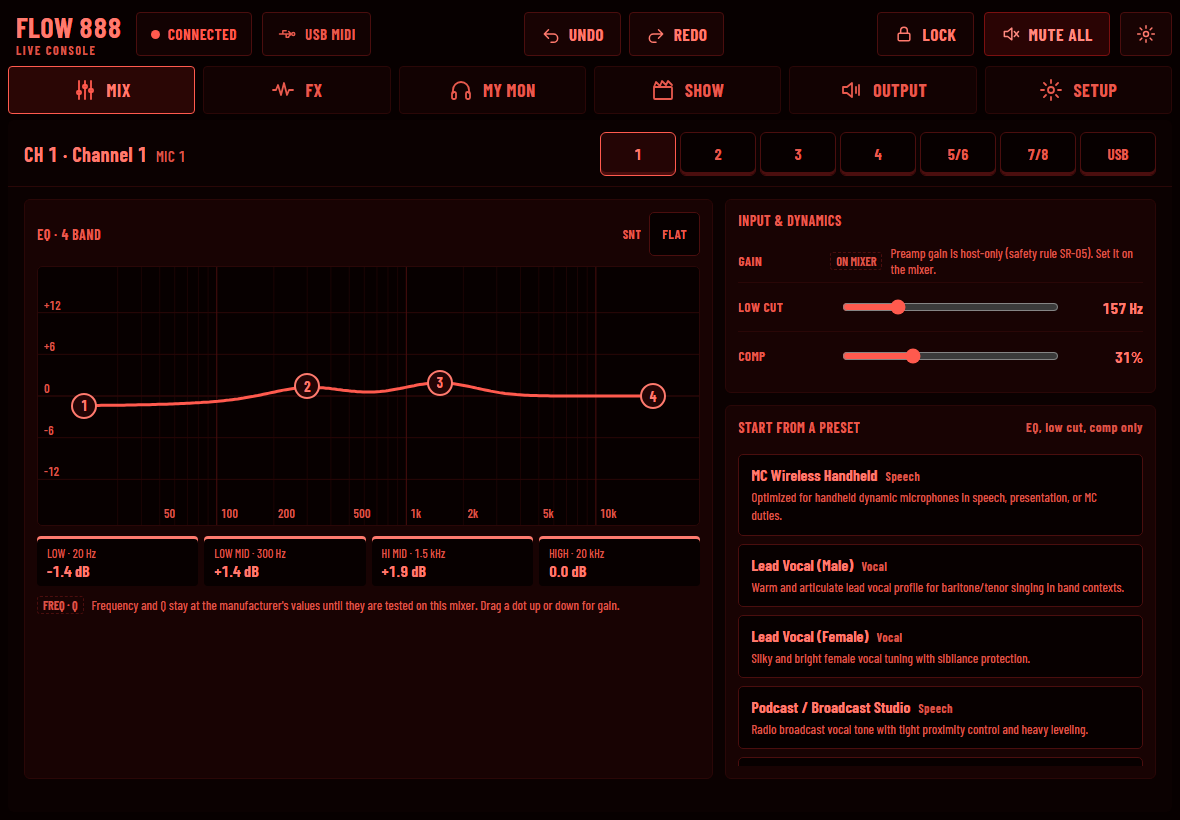 FLOW 888
LIVE CONSOLE
CONNECTED
USB MIDI
UNDO
REDO
LOCK
MUTE ALL
MIX
FX
MY MON
SHOW
OUTPUT
SETUP
CH 1 · Channel 1 MIC 1
1
2
3
4
5/6
7/8
USB
EQ · 4 BAND
SNT
FLAT
+12
+6
0
-6
-12
1
2
3
4
50
100
200
500
1k
2k
5k
10k
LOW · 20 Hz
-1.4 dB
LOW MID · 300 Hz
+1.4 dB
HI MID · 1.5 kHz
+1.9 dB
HIGH · 20 kHz
0.0 dB
FREQ · Q
Frequency and Q stay at the manufacturer's values until they are tested on this mixer. Drag a dot up or down for gain.
INPUT & DYNAMICS
GAIN
ON MIXER
Preamp gain is host-only (safety rule SR-05). Set it on
the mixer.
LOW CUT
157 Hz
COMP
31%
START FROM A PRESET
EQ, low cut, comp only
MC Wireless Handheld Speech
Optimized for handheld dynamic microphones in speech, presentation, or MC
duties.
Lead Vocal (Male) Vocal
Warm and articulate lead vocal profile for baritone/tenor singing in band contexts.
Lead Vocal (Female) Vocal
Silky and bright female vocal tuning with sibilance protection.
Podcast / Broadcast Studio Speech
Radio broadcast vocal tone with tight proximity control and heavy leveling.